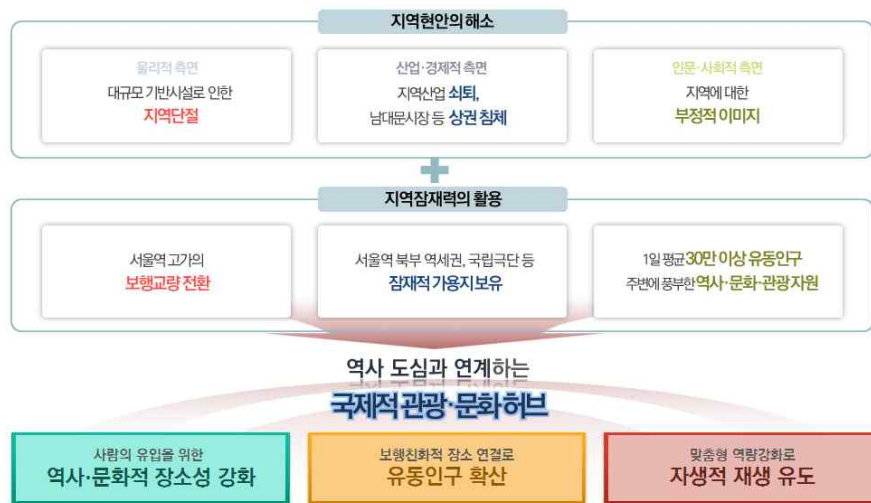 지역현안의 해소
물리적 측면
대규모 기반시설로 인한
지역단절
산업·경제적 측면
지역산업 쇠퇴,
남대문시장 등 상권 침체
인문·사회적 측면
지역에 대한
부정적 이미지
지역잠재력의 활용
서울역 고가의
보행교량 전환
서울역 북부 역세권, 국립극단 등
잠재적 가용지 보유
1일 평균 30만 이상 유동인구
주변에 풍부한 역사·문화·관광 자원
역사 도심과 연계하는
국제적 관광·문화 허브
사람의 유입을 위한
역사·문화적 장소성 강화
보행친화적 장소 연결로
유동인구 확산
맞춤형 역량강화로
자생적 재생 유도